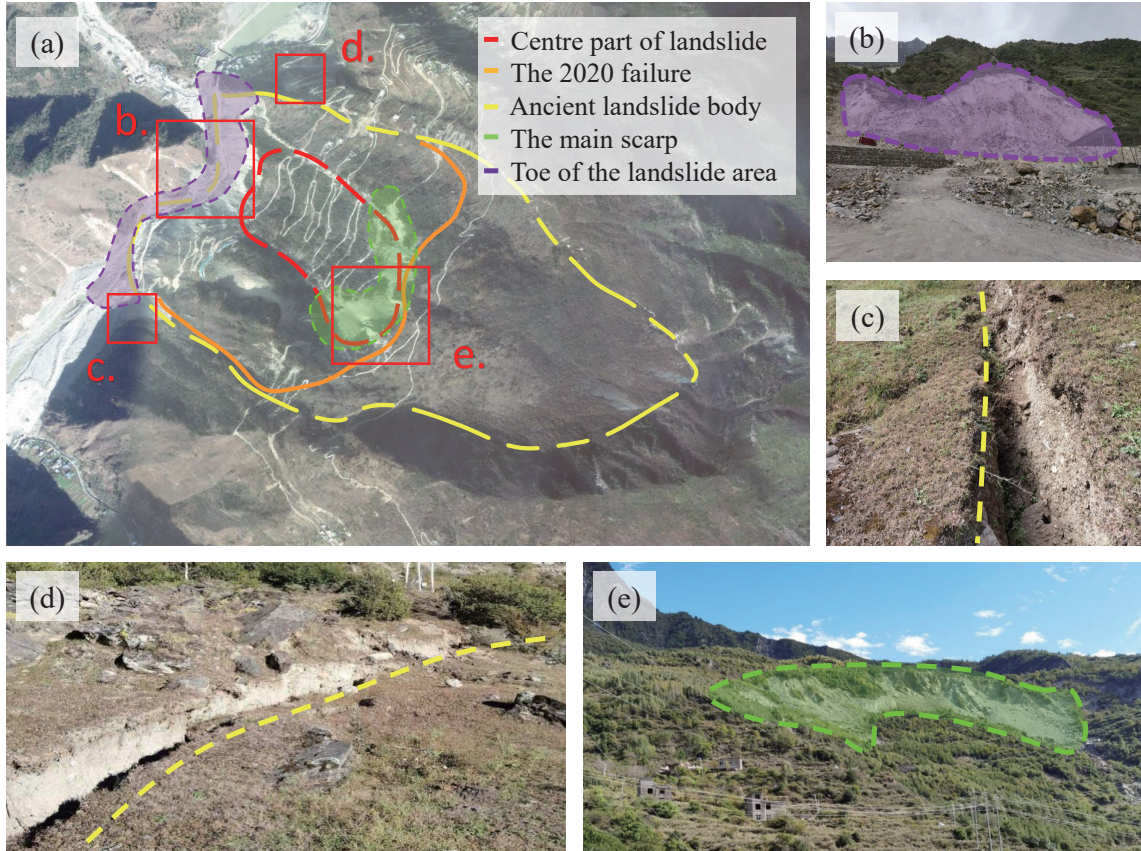 (a)
d.
b.
c.
e.
Centre part of landslide
The 2020 failure
Ancient landslide body
The main scarp
Toe of the landslide area
(b)
(c)
(d)
(e)